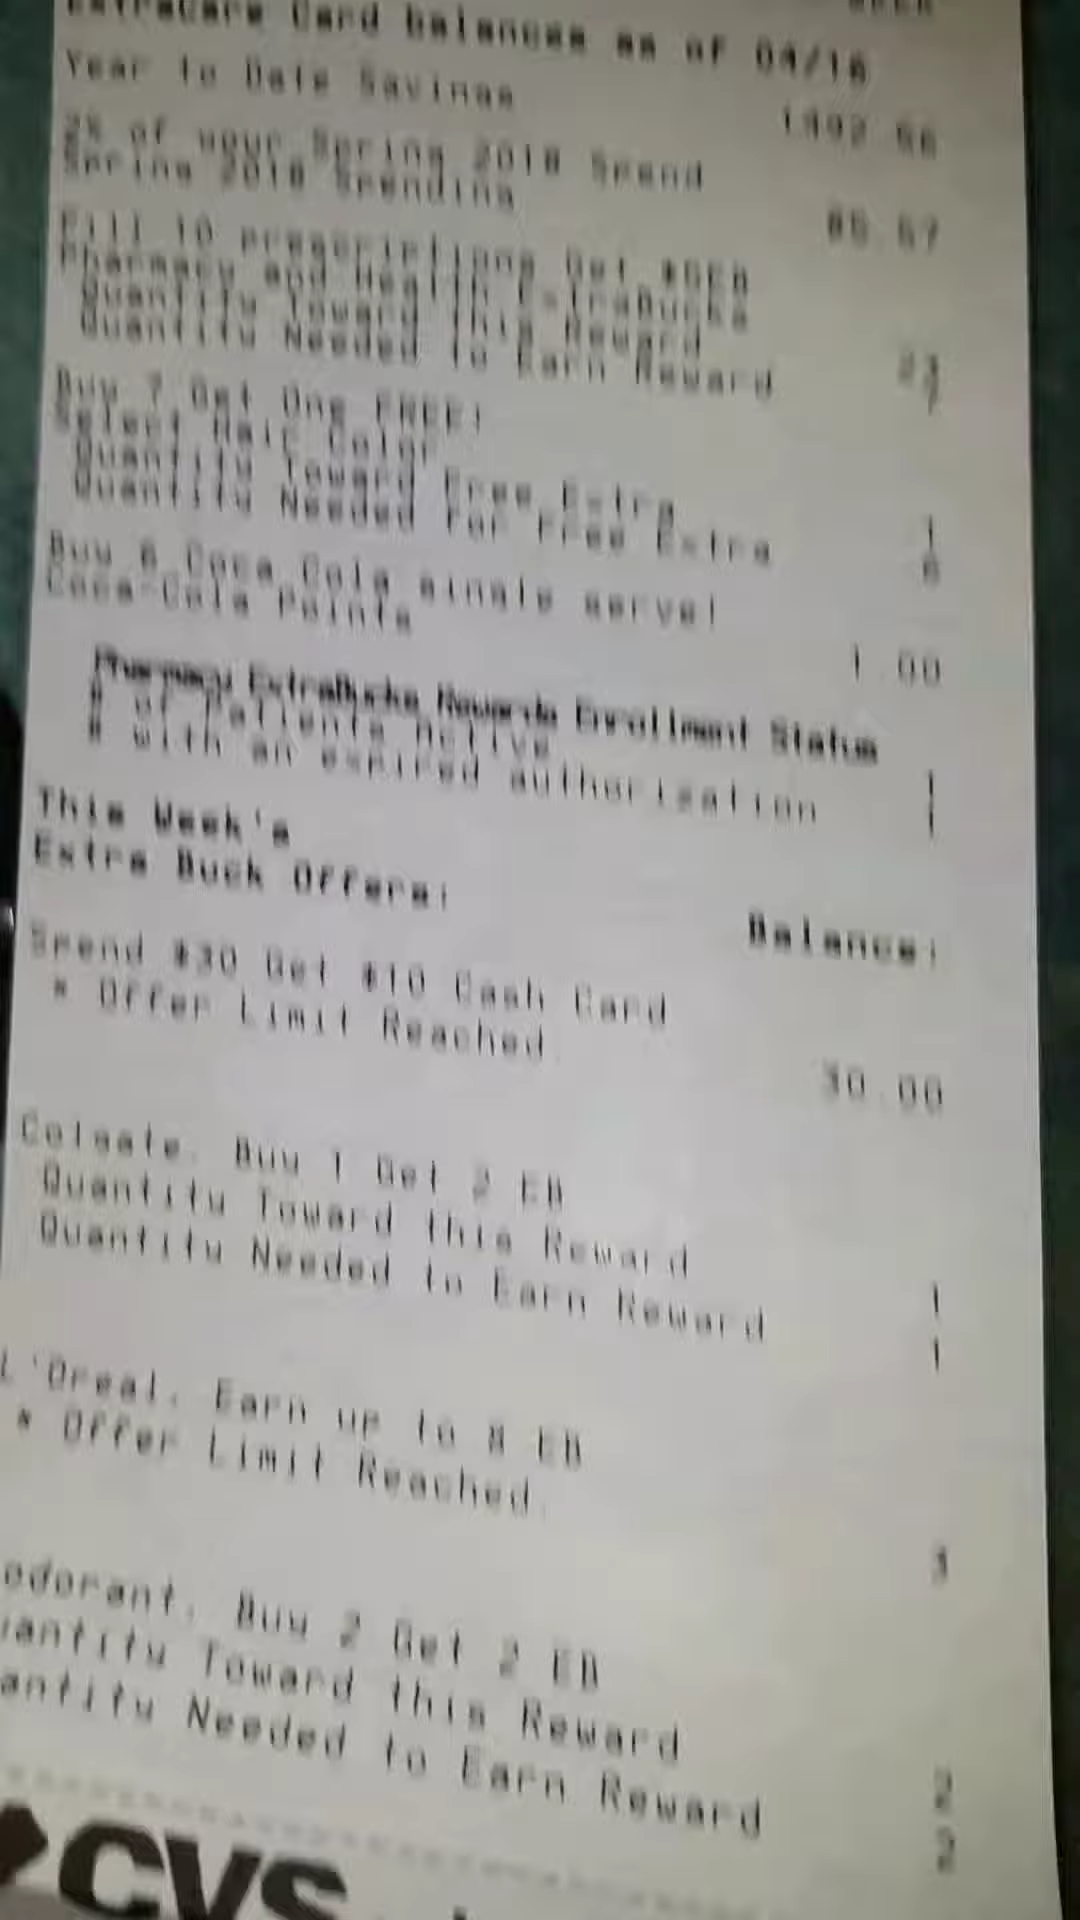 ExtraCare Card balances as of 04/16
Year to Date Savings 1492.56
2% of your Spring 2018 Spend
Spring 2018 Spending 85.57
Fill 10 prescriptions Get $5EB
Pharmacy and Health ExtraBucks
Quantity Toward This Reward 23
Quantity Needed to Earn Reward 7
Buy 7 Get One FREE!
Select Hair Color
Quantity Toward Free Extra 1
Quantity Needed for Free Extra 6
Buy 6 Coca Cola single serve!
Coca-Cola Points 1.00
Pharmacy ExtraBucks Rewards Enrollment Status
# of Patients Active 1
# with an expired authorization 1
This Week's
Extra Buck Offers: Balance:
Spend $30 Get $10 Cash Card
* Offer Limit Reached. 30.00
Colgate. Buy 1 Get 2 EB
Quantity Toward this Reward 1
Quantity Needed to Earn Reward 1
L'Oreal. Earn up to 8 EB
* Offer Limit Reached. 3
odorant. Buy 2 Get 2 EB
uantity Toward this Reward 2
antity Needed to Earn Reward 2
CVS